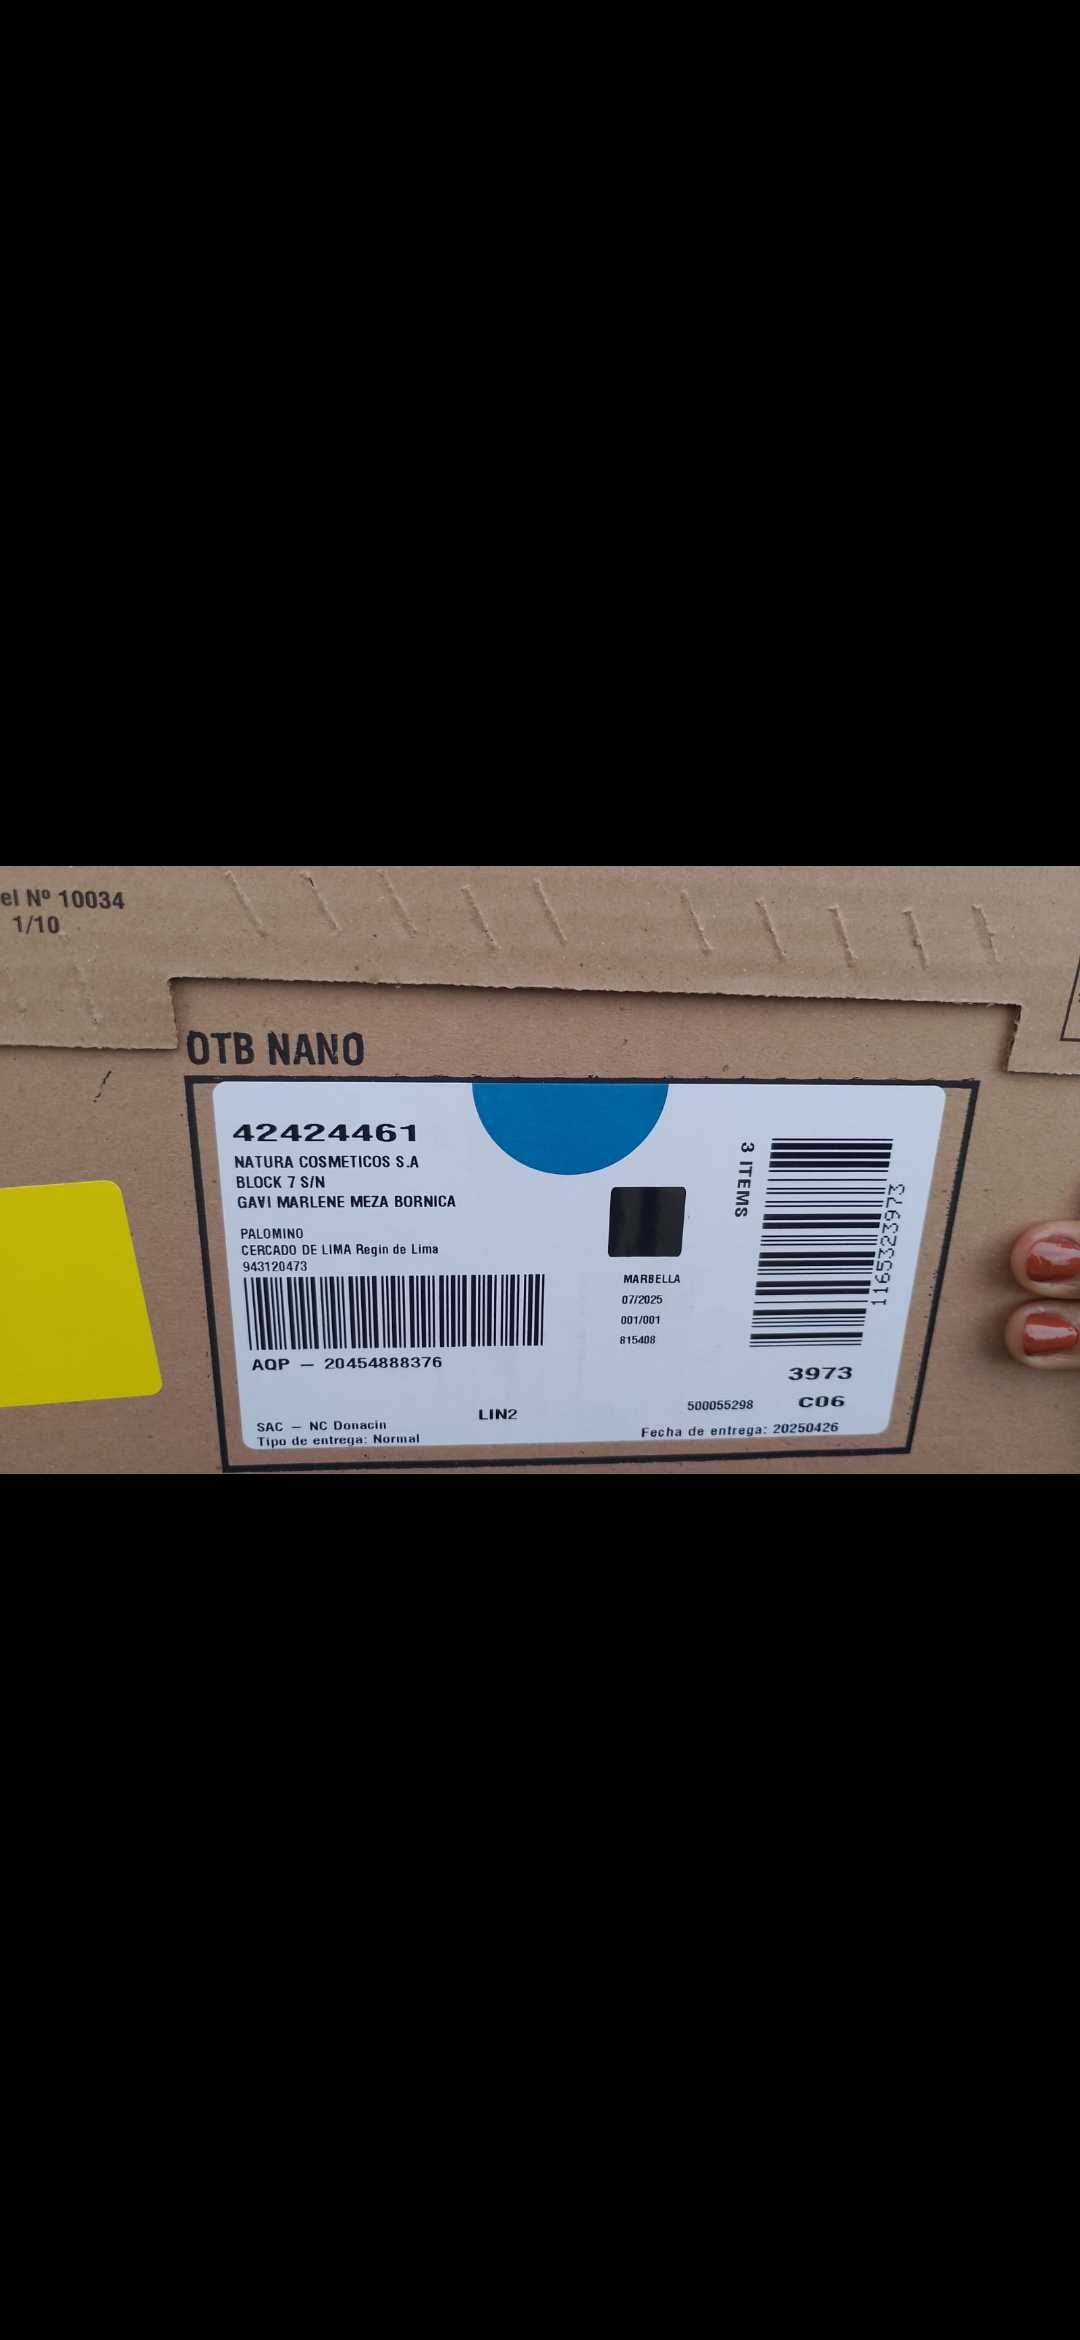 el Nº 10034
1/10
OTB NANO
42424461
NATURA COSMETICOS S.A
BLOCK 7 S/N
GAVI MARLENE MEZA BORNICA
PALOMINO
CERCADO DE LIMA Regin de Lima
943120473
AQP – 20454888376
SAC – NC Donacin
Tipo de entrega: Normal
LIN2
MARBELLA
07/2025
001/001
815408
3 ITEMS
1165323973
3973
500055298
C06
Fecha de entrega: 20250426